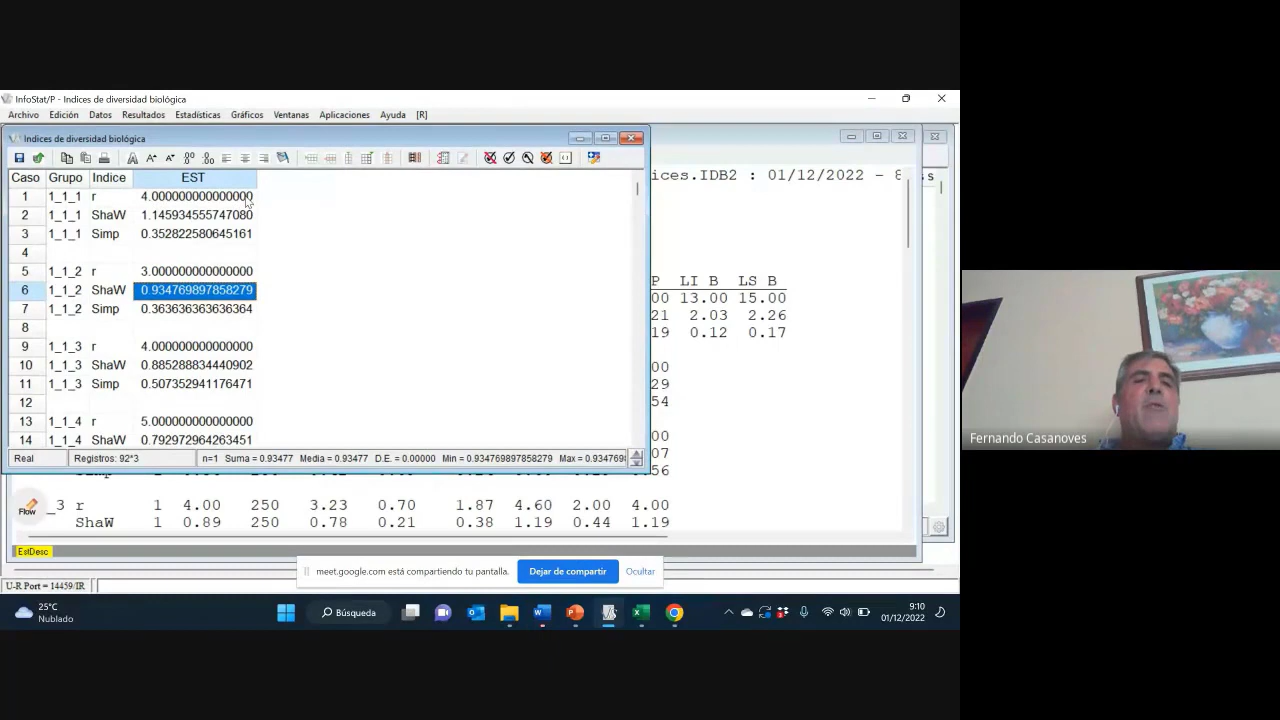 InfoStat/P - Indices de diversidad biológica
Archivo Edición Datos Resultados Estadísticas Gráficos Ventanas Aplicaciones Ayuda [R]
Indices de diversidad biológica
ices.IDB2 : 01/12/2022 - 8
Caso Grupo Indice EST
1 1_1_1 r 4.000000000000000
2 1_1_1 ShaW 1.145934555747080
3 1_1_1 Simp 0.352822580645161
4
5 1_1_2 r 3.000000000000000
6 1_1_2 ShaW 0.934769897858279
7 1_1_2 Simp 0.363636363636364
8
9 1_1_3 r 4.000000000000000
10 1_1_3 ShaW 0.885288834440902
11 1_1_3 Simp 0.507352941176471
12
13 1_1_4 r 5.000000000000000
14 1_1_4 ShaW 0.792972964263451
P LI B LS B
00 13.00 15.00
21 2.03 2.26
19 0.12 0.17
00
29
54
00
07
56
Real Registros: 92*3 n=1 Suma = 0.93477 Media = 0.93477 D.E. = 0.00000 Min = 0.934769897858279 Max = 0.934769
_3 r 1 4.00 250 3.23 0.70 1.87 4.60 2.00 4.00
ShaW 1 0.89 250 0.78 0.21 0.38 1.19 0.44 1.19
Flow
EstDesc
meet.google.com está compartiendo tu pantalla. Dejar de compartir Ocultar
U-R Port = 14459/IR
25°C
Nublado
Búsqueda
9:10
01/12/2022
Fernando Casanoves